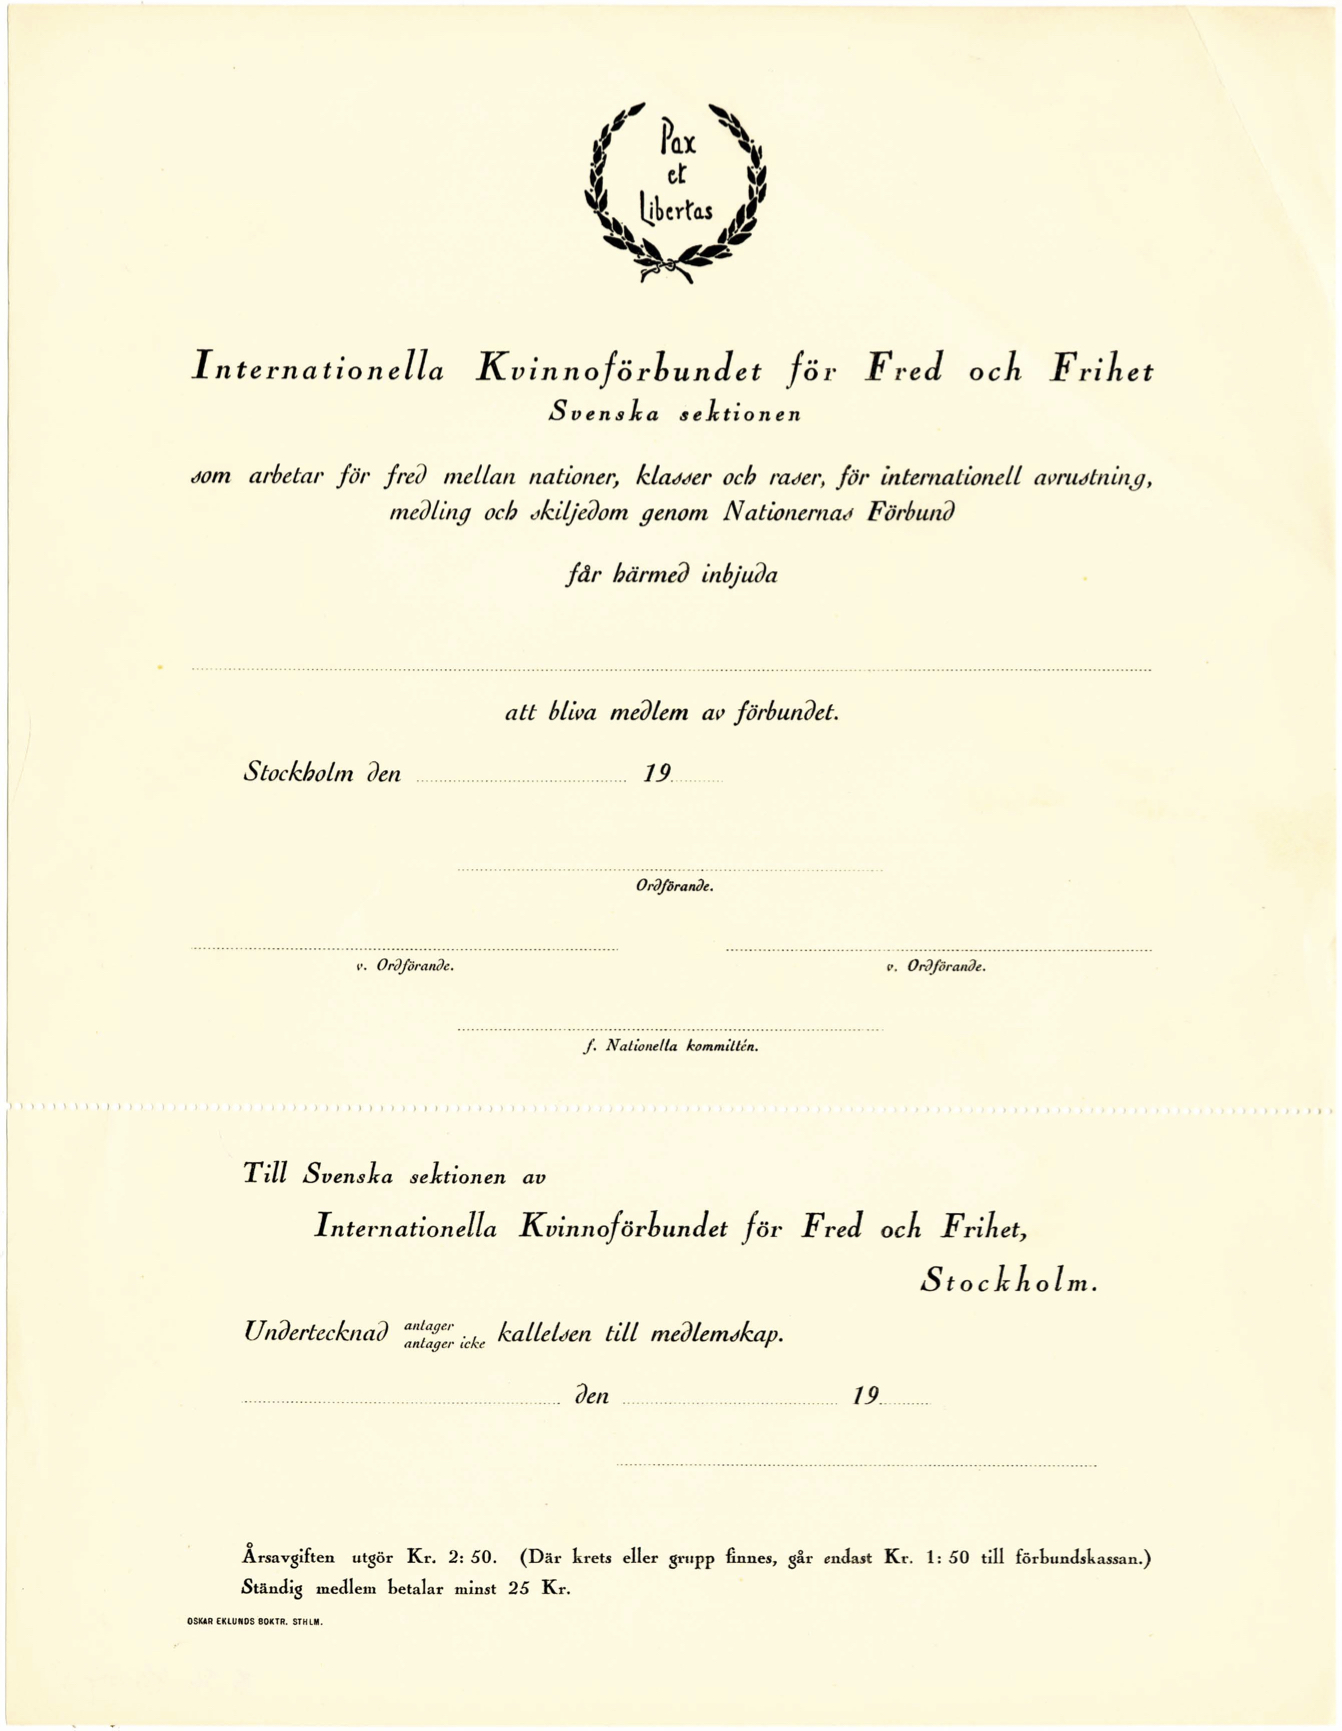 Pax
et
Libertas
Internationella Kvinnoförbundet för Fred och Frihet
Svenska sektionen
som arbetar för fred mellan nationer, klasser och raser, för internationell avrustning,
medling och skiljedom genom Nationernas Förbund
får härmed inbjuda
att bliva medlem av förbundet.
Stockholm den 19
Ordförande.
v. Ordförande. v. Ordförande.
f. Nationella kommittén.
Till Svenska sektionen av
Internationella Kvinnoförbundet för Fred och Frihet,
Stockholm.
Undertecknad antager / antager icke kallelsen till medlemskap.
den 19
Årsavgiften utgör Kr. 2: 50. (Där krets eller grupp finnes, går endast Kr. 1: 50 till förbundskassan.)
Ständig medlem betalar minst 25 Kr.
OSKAR EKLUNDS BOKTR. STHLM.